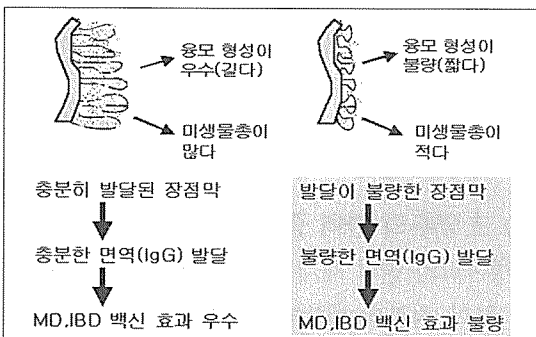 융모 형성이
우수(길다)
미생물총이
많다
충분히 발달된 장점막
충분한 면역(IgG) 발달
MD,IBD 백신 효과 우수
융모 형성이
불량(짧다)
미생물총이
적다
발달이 불량한 장점막
불량한 면역(IgG) 발달
MD,IBD 백신 효과 불량